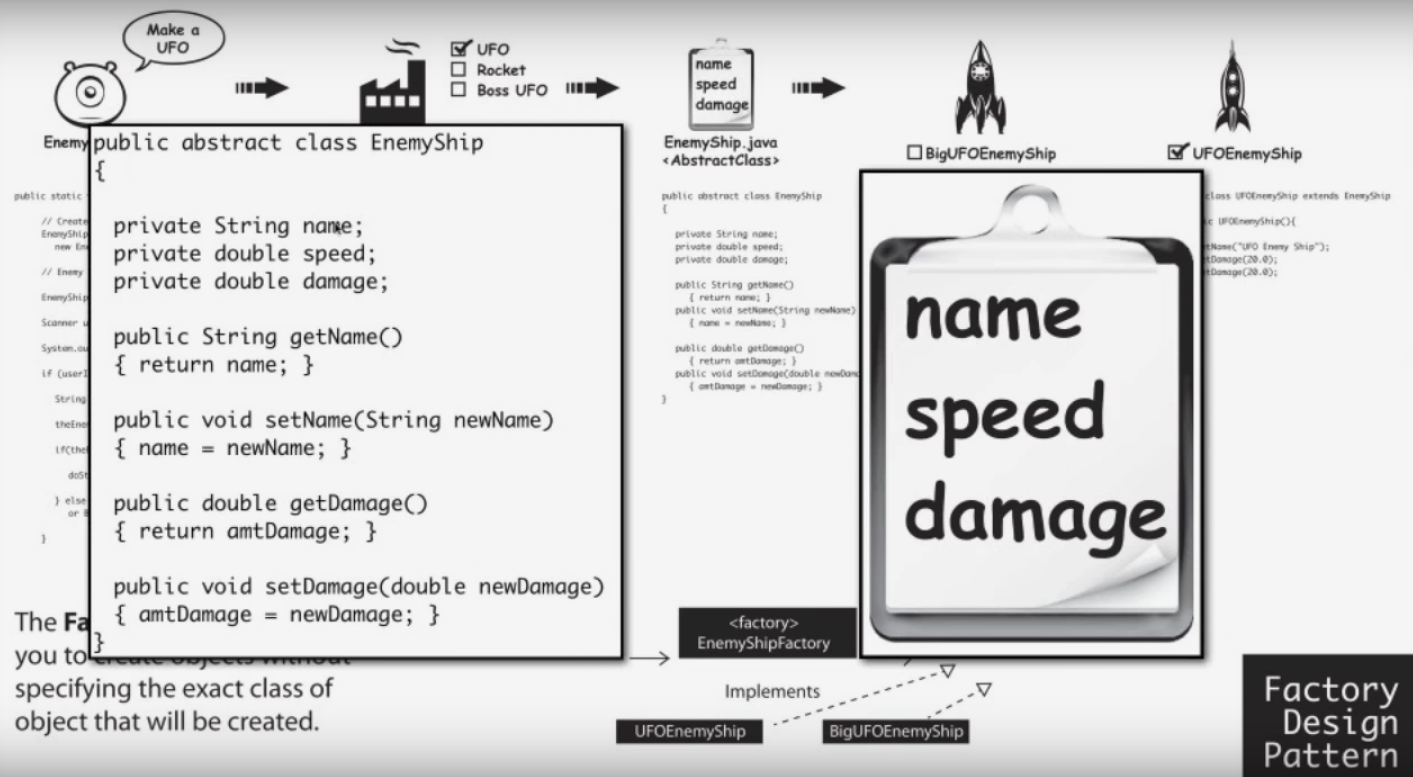 Make a
UFO
UFO
Rocket
Boss UFO
name
speed
damage
Enemy
EnemyShip.java
<AbstractClass>
BigUFOEnemyShip
UFOEnemyShip
public static
// Create
EnemyShip
new Ene
// Enemy
EnemyShip
Scanner u
System.ou
if (userI
String
theEne
if(the
doSt
} else
or B
}
public abstract class EnemyShip
{
private String name;
private double speed;
private double damage;
public String getName()
{ return name; }
public void setName(String newName)
{ name = newName; }
public double getDamage()
{ return amtDamage; }
public void setDamage(double newDamage)
{ amtDamage = newDamage; }
}
public abstract class EnemyShip
{
private String name;
private double speed;
private double damage;
public String getName()
{ return name; }
public void setName(String newName)
{ name = newName; }
public double getDamage()
{ return amtDamage; }
public void setDamage(double newDamage
{ amtDamage = newDamage; }
}
name
speed
damage
class UFOEnemyShip extends EnemyShip
ic UFOEnemyShip(){
tName("UFO Enemy Ship");
tDamage(20.0);
tDamage(20.0);
The Fa
you to create objects without
specifying the exact class of
object that will be created.
<factory>
EnemyShipFactory
Implements
UFOEnemyShip
BigUFOEnemyShip
Factory
Design
Pattern